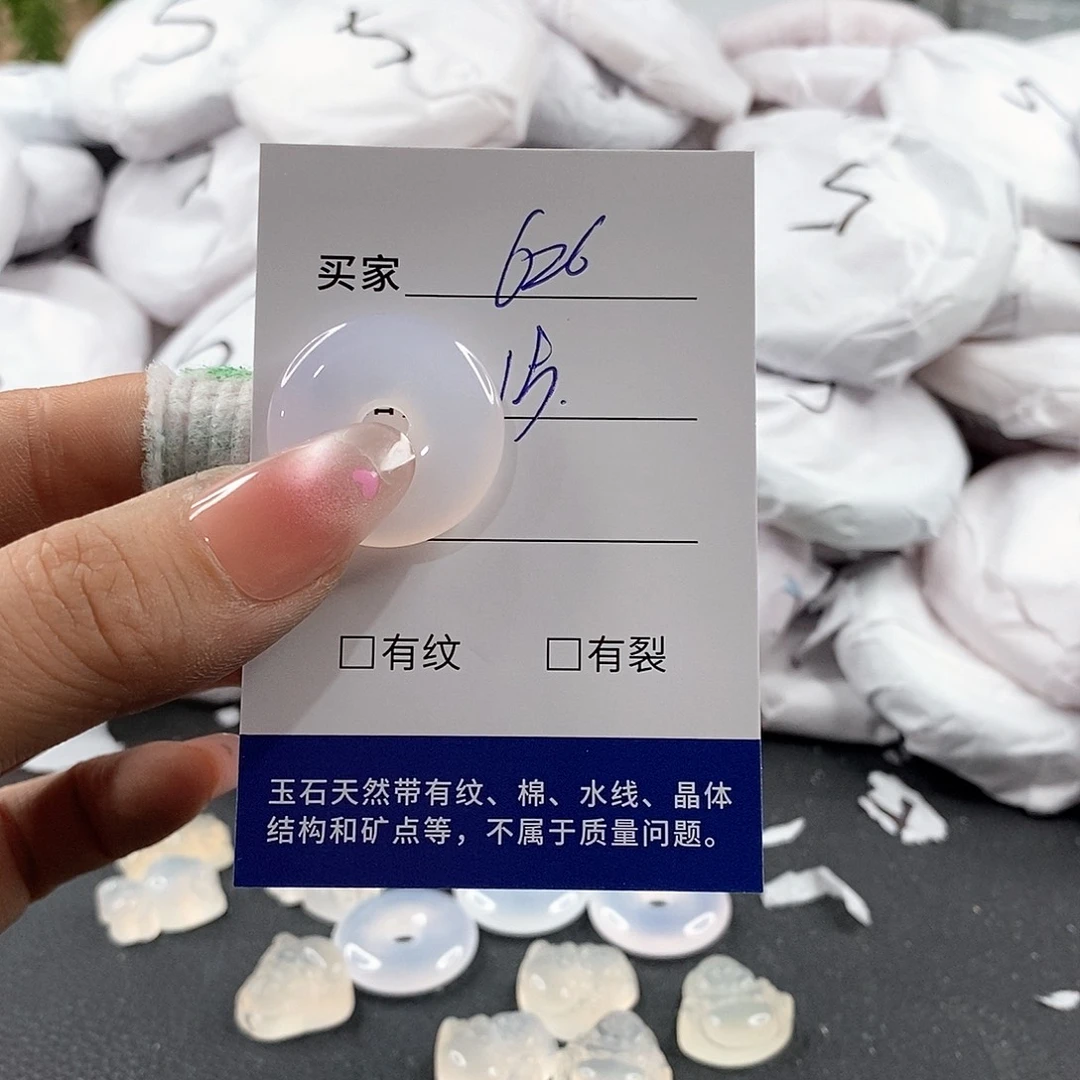 买家 626
□有纹 □有裂
玉石天然带有纹、棉、水线、晶体
结构和矿点等，不属于质量问题。